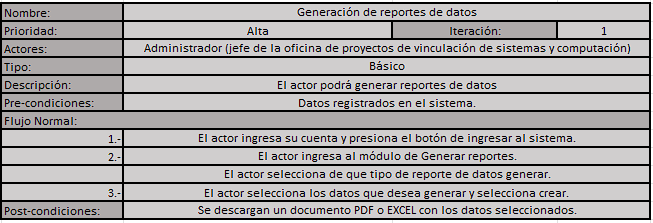 Nombre: Generación de reportes de datos
Prioridad: Alta Iteración: 1
Actores: Administrador (jefe de la oficina de proyectos de vinculación de sistemas y computación)
Tipo: Básico
Descripción: El actor podrá generar reportes de datos
Pre-condiciones: Datos registrados en el sistema.
Flujo Normal:
1.- El actor ingresa su cuenta y presiona el botón de ingresar al sistema.
2.- El actor ingresa al módulo de Generar reportes.
El actor selecciona de que tipo de reporte de datos generar.
3.- El actor selecciona los datos que desea generar y selecciona crear.
Post-condiciones: Se descargan un documento PDF o EXCEL con los datos seleccionados.